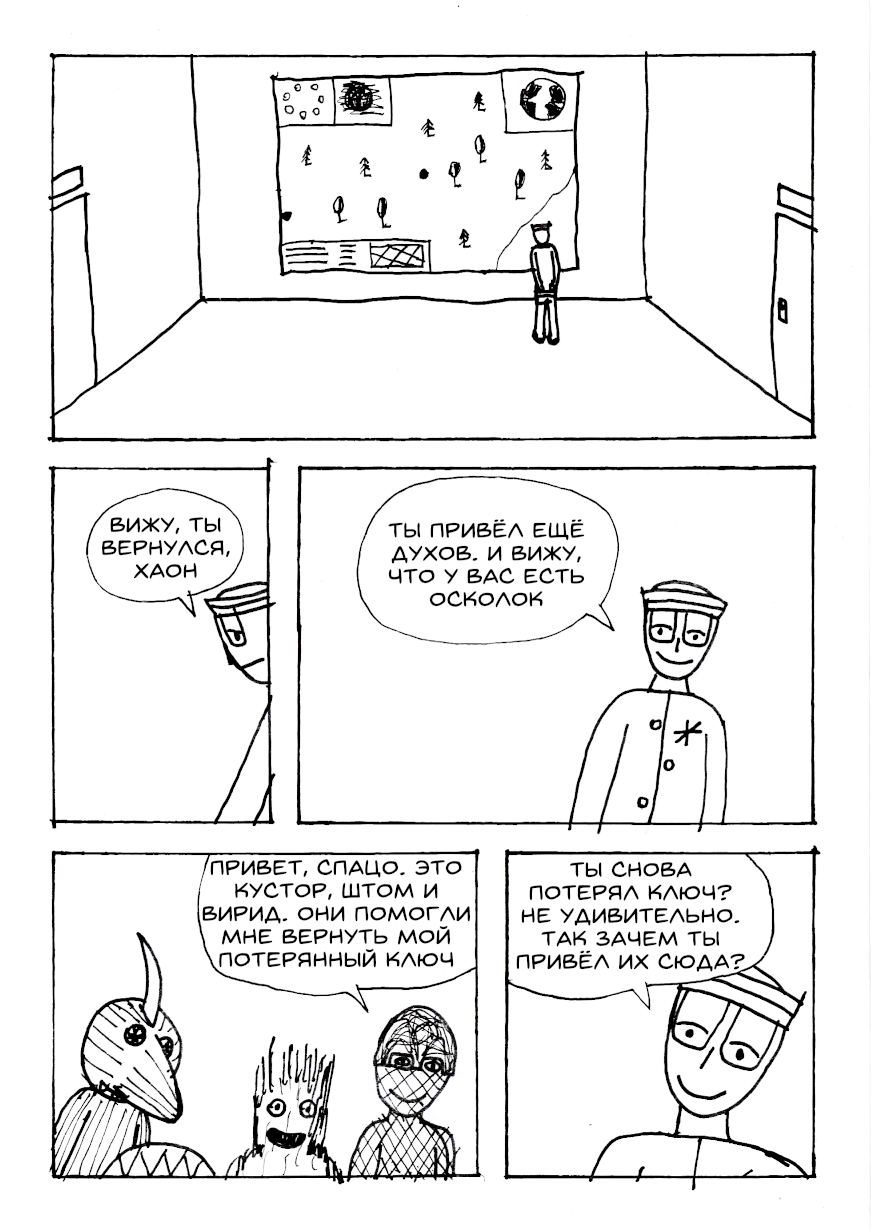 ВИЖУ, ТЫ
ВЕРНУЛСЯ,
ХАОН
ТЫ ПРИВЁЛ ЕЩЁ
ДУХОВ. И ВИЖУ,
ЧТО У ВАС ЕСТЬ
ОСКОЛОК
ПРИВЕТ, СПАЦО. ЭТО
КУСТОР, ШТОМ И
ВИРИД. ОНИ ПОМОГЛИ
МНЕ ВЕРНУТЬ МОЙ
ПОТЕРЯННЫЙ КЛЮЧ
ТЫ СНОВА
ПОТЕРЯЛ КЛЮЧ?
НЕ УДИВИТЕЛЬНО.
ТАК ЗАЧЕМ ТЫ
ПРИВЁЛ ИХ СЮДА?